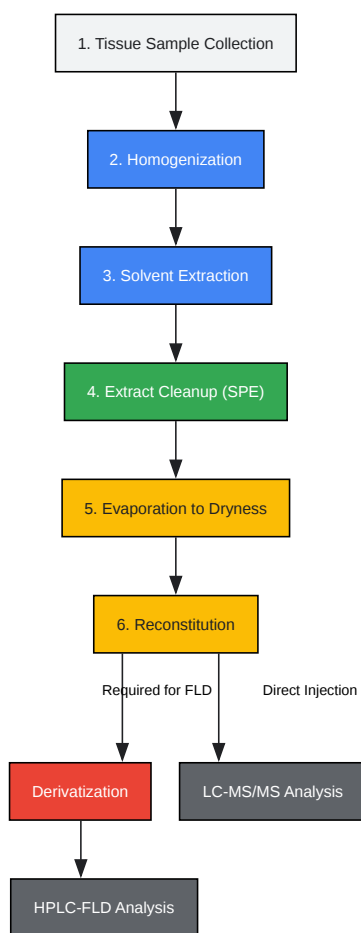 1. Tissue Sample Collection
2. Homogenization
3. Solvent Extraction
4. Extract Cleanup (SPE)
5. Evaporation to Dryness
6. Reconstitution
Required for FLD
Direct Injection
Derivatization
LC-MS/MS Analysis
HPLC-FLD Analysis